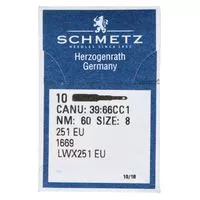 SCHMETZ
NEEDLES SINCE 1851
Herzogenrath
Germany
10
CANU: 39:66CC1
NM: 60 SIZE: 8
251 EU
1669
LWX251 EU
10/18